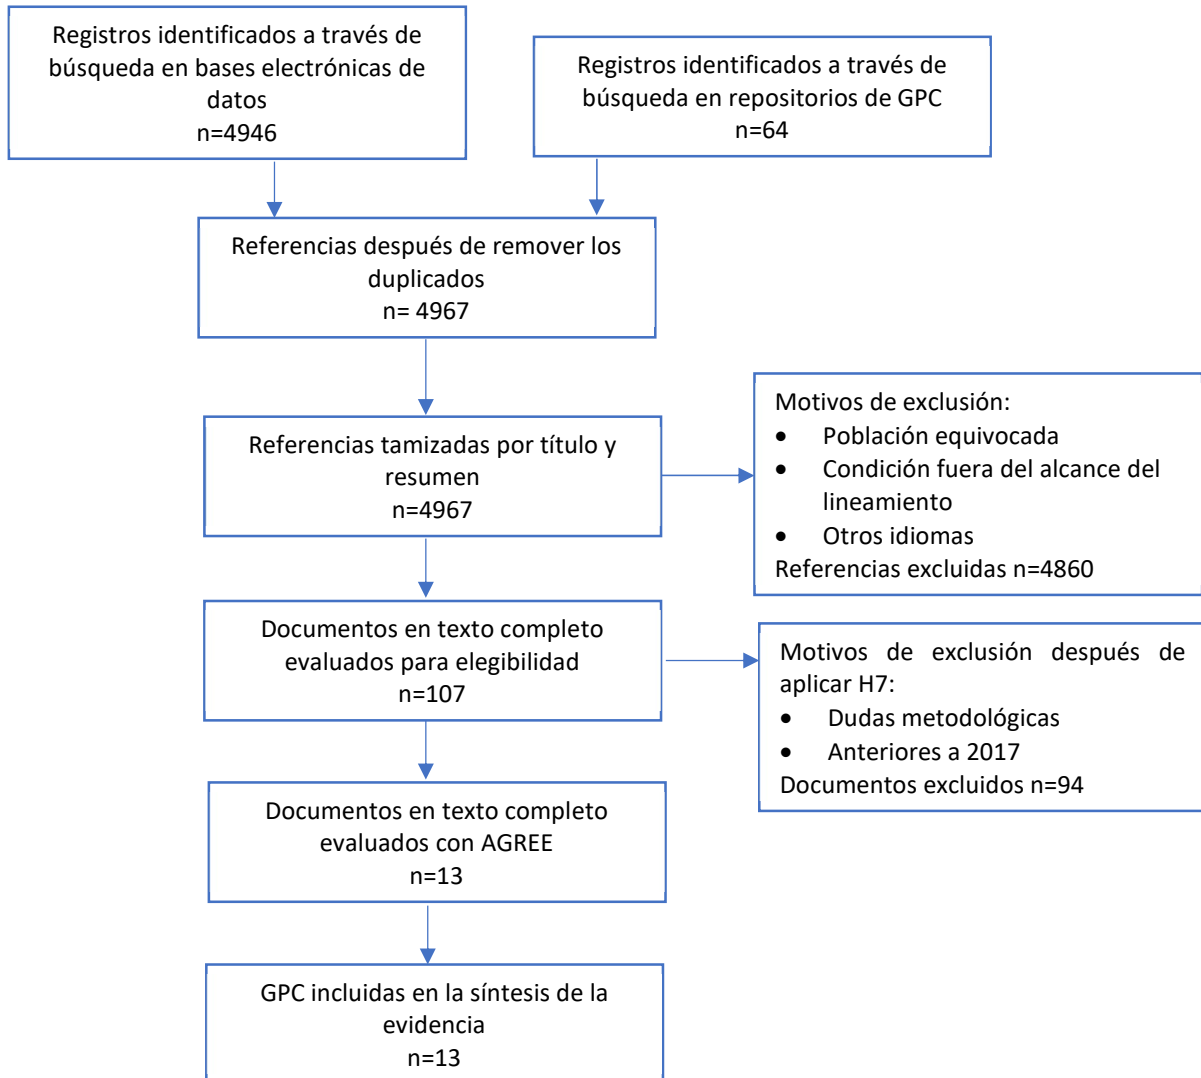 Registros identificados a través de
búsqueda en bases electrónicas de
datos
n=4946
Registros identificados a través de
búsqueda en repositorios de GPC
n=64
Referencias después de remover los
duplicados
n= 4967
Referencias tamizadas por título y
resumen
n=4967
Motivos de exclusión:
• Población equivocada
• Condición fuera del alcance del
lineamiento
• Otros idiomas
Referencias excluidas n=4860
Documentos en texto completo
evaluados para elegibilidad
n=107
Motivos de exclusión después de
aplicar H7:
• Dudas metodológicas
• Anteriores a 2017
Documentos excluidos n=94
Documentos en texto completo
evaluados con AGREE
n=13
GPC incluidas en la síntesis de la
evidencia
n=13